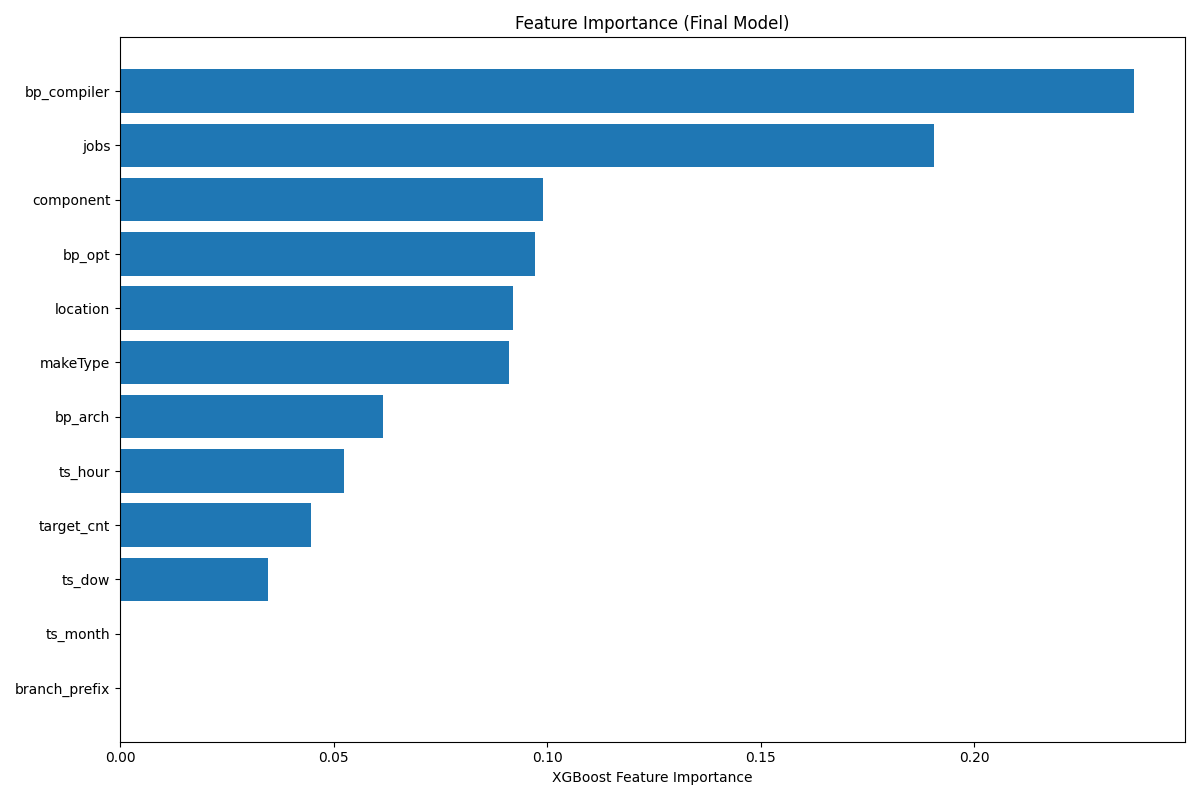 Feature Importance (Final Model)
bp_compiler
jobs
component
bp_opt
location
makeType
bp_arch
ts_hour
target_cnt
ts_dow
ts_month
branch_prefix
0.00 0.05 0.10 0.15 0.20
XGBoost Feature Importance